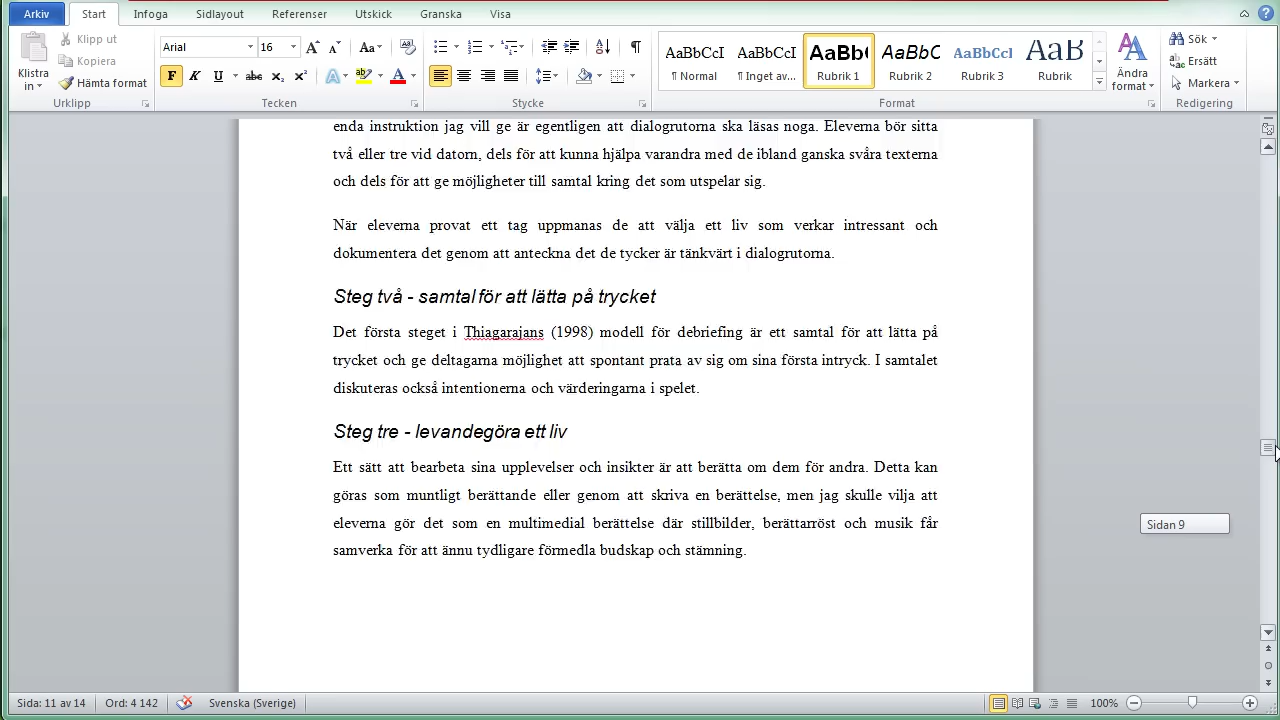 Arkiv Start Infoga Sidlayout Referenser Utskick Granska Visa
Klistra in
Klipp ut
Kopiera
Hämta format
Urklipp
Arial 16
Aa
F K U abc x₂ x² A ab A
Tecken
Stycke
AaBbCcI AaBbCcI AaBb( AaBbC AaBbCcl AaB
¶ Normal ¶ Inget av... Rubrik 1 Rubrik 2 Rubrik 3 Rubrik
Ändra format
Format
Sök
Ersätt
Markera
Redigering
enda instruktion jag vill ge är egentligen att dialogrutorna ska läsas noga. Eleverna bör sitta
två eller tre vid datorn, dels för att kunna hjälpa varandra med de ibland ganska svåra texterna
och dels för att ge möjligheter till samtal kring det som utspelar sig.
När eleverna provat ett tag uppmanas de att välja ett liv som verkar intressant och
dokumentera det genom att anteckna det de tycker är tänkvärt i dialogrutorna.
Steg två - samtal för att lätta på trycket
Det första steget i Thiagarajans (1998) modell för debriefing är ett samtal för att lätta på
trycket och ge deltagarna möjlighet att spontant prata av sig om sina första intryck. I samtalet
diskuteras också intentionerna och värderingarna i spelet.
Steg tre - levandegöra ett liv
Ett sätt att bearbeta sina upplevelser och insikter är att berätta om dem för andra. Detta kan
göras som muntligt berättande eller genom att skriva en berättelse, men jag skulle vilja att
eleverna gör det som en multimedial berättelse där stillbilder, berättarröst och musik får
samverka för att ännu tydligare förmedla budskap och stämning.
Sidan 9
Sida: 11 av 14 Ord: 4 142 Svenska (Sverige) 100%